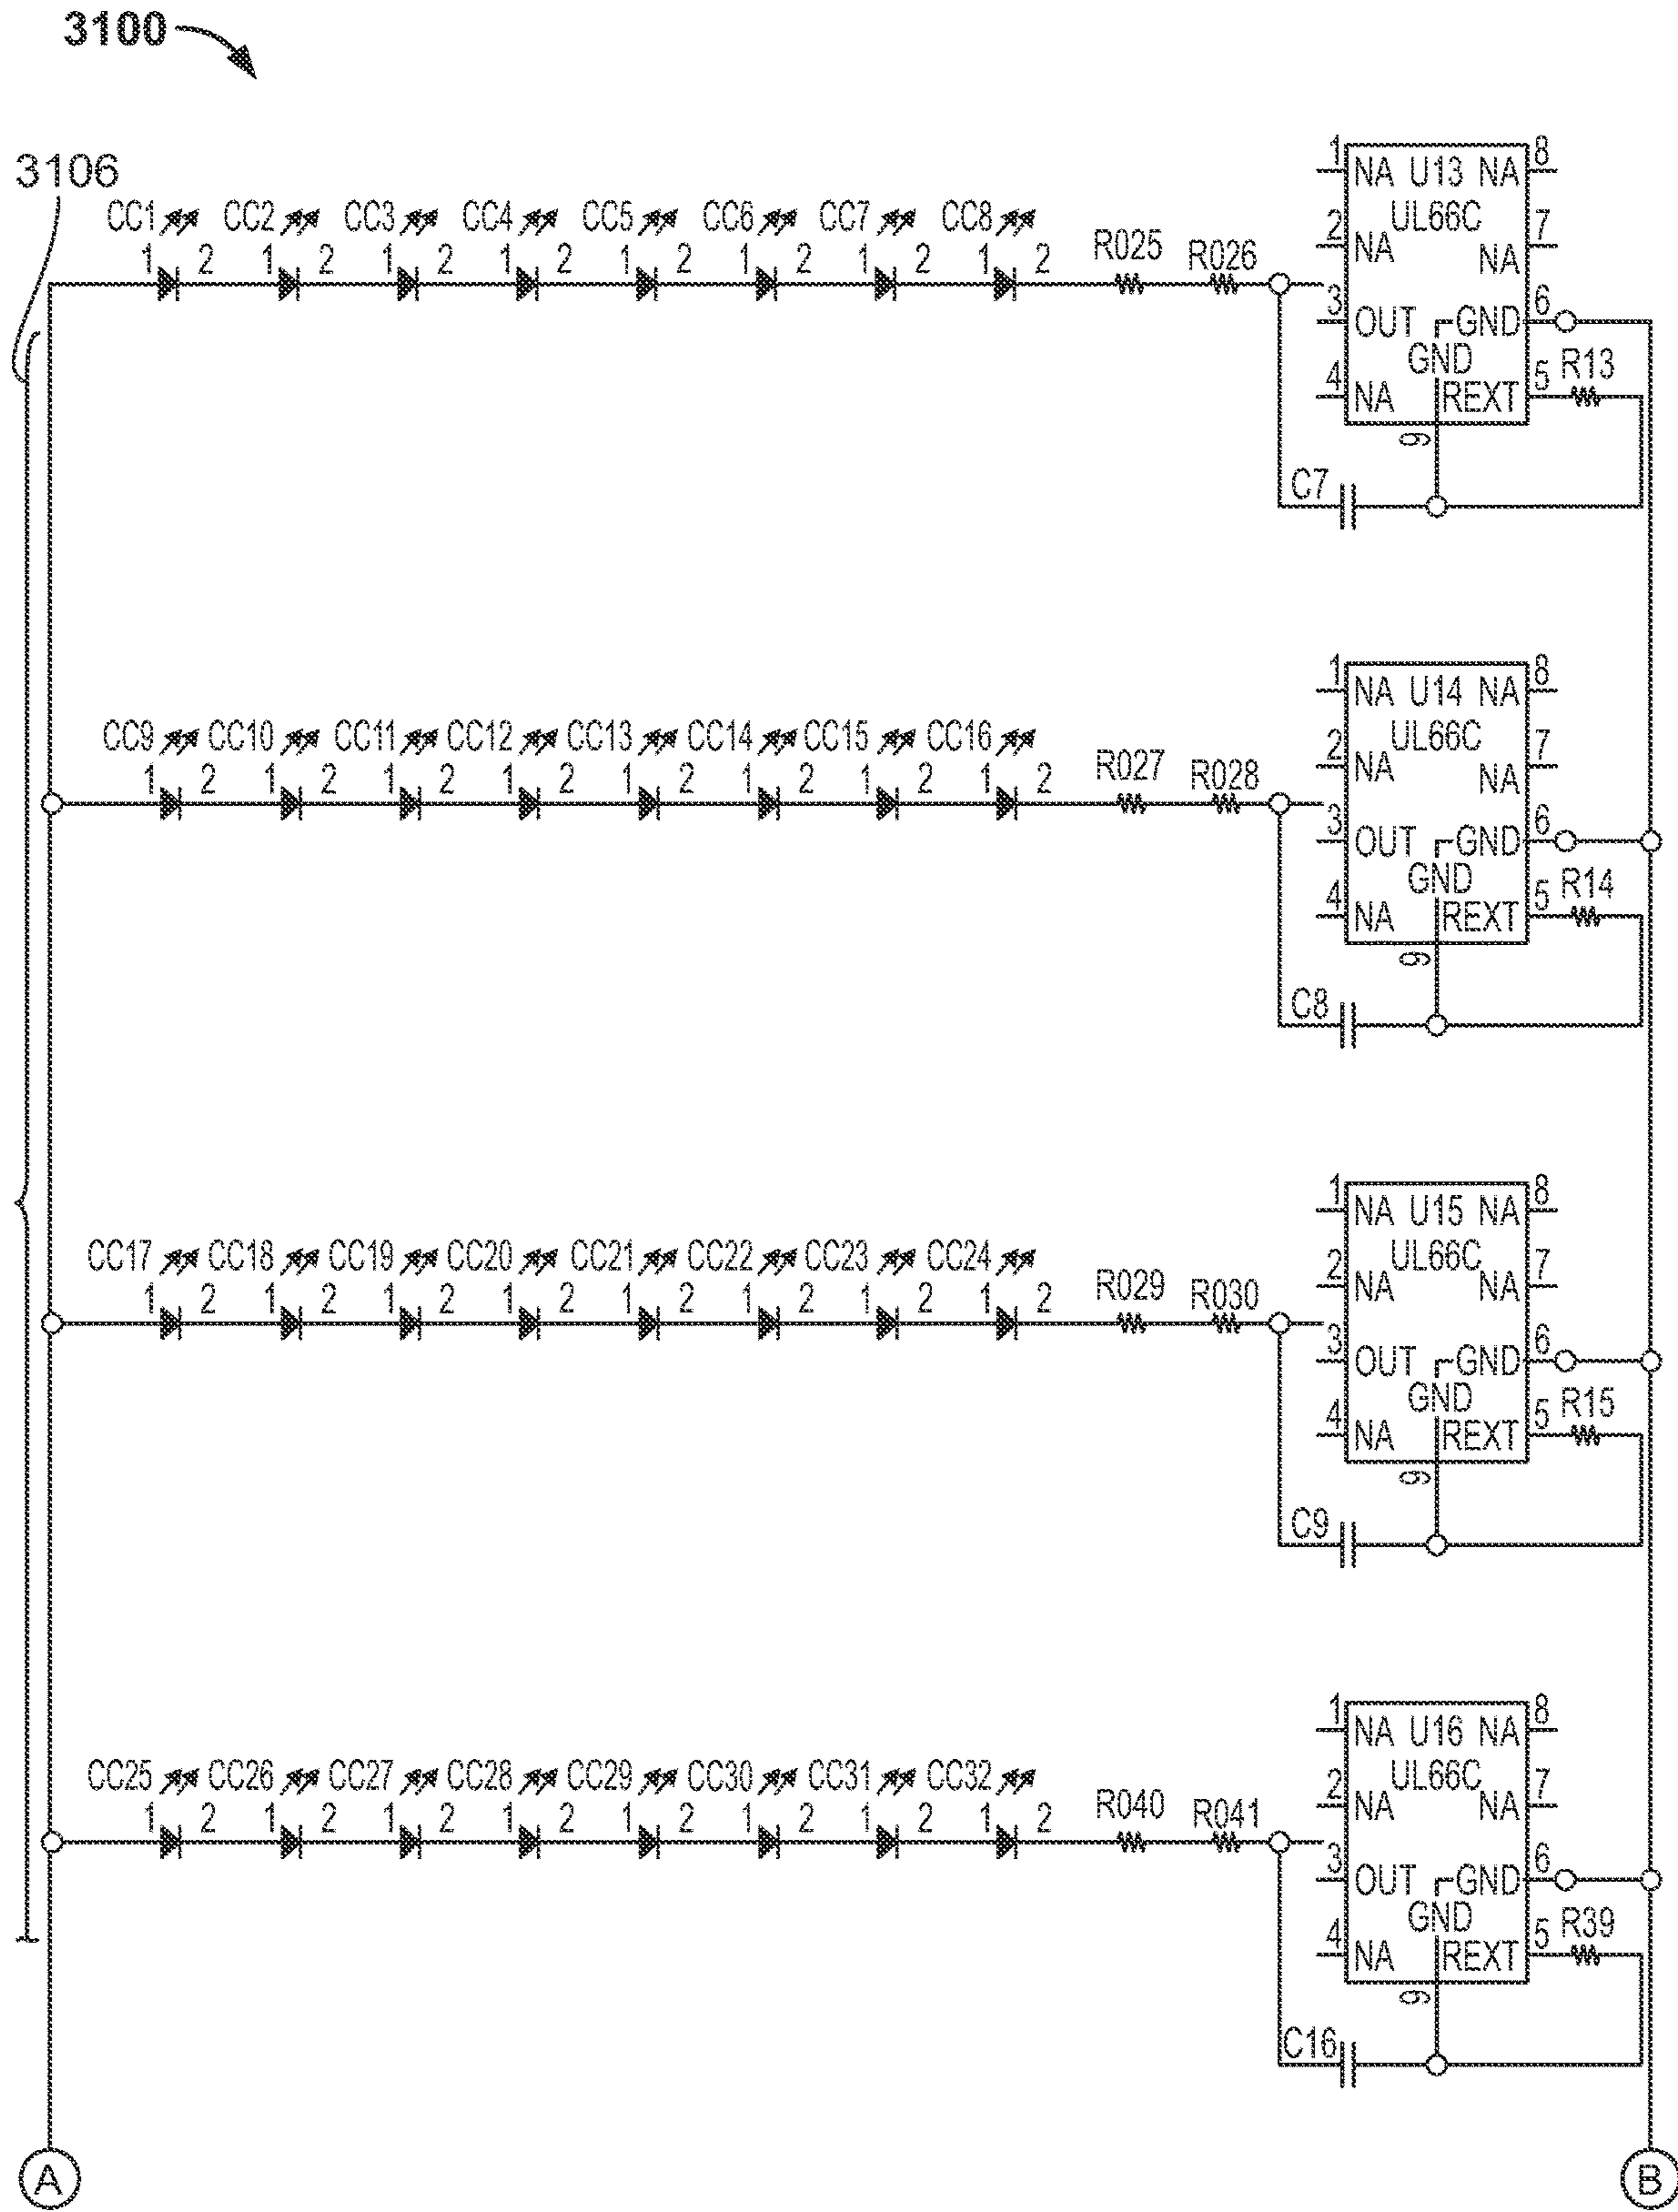 3100
3106
CC1 CC2 CC3 CC4 CC5 CC6 CC7 CC8
1 2 1 2 1 2 1 2 1 2 1 2 1 2 1 2
R025 R026
1 NA U13 NA 8
UL66C
2 NA NA 7
3 OUT GND 6
GND
4 NA REXT 5 R13
9
C7
CC9 CC10 CC11 CC12 CC13 CC14 CC15 CC16
1 2 1 2 1 2 1 2 1 2 1 2 1 2 1 2
R027 R028
1 NA U14 NA 8
UL66C
2 NA NA 7
3 OUT GND 6
GND
4 NA REXT 5 R14
9
C8
CC17 CC18 CC19 CC20 CC21 CC22 CC23 CC24
1 2 1 2 1 2 1 2 1 2 1 2 1 2 1 2
R029 R030
1 NA U15 NA 8
UL66C
2 NA NA 7
3 OUT GND 6
GND
4 NA REXT 5 R15
9
C9
CC25 CC26 CC27 CC28 CC29 CC30 CC31 CC32
1 2 1 2 1 2 1 2 1 2 1 2 1 2 1 2
R040 R041
1 NA U16 NA 8
UL66C
2 NA NA 7
3 OUT GND 6
GND
4 NA REXT 5 R39
9
C16
A B